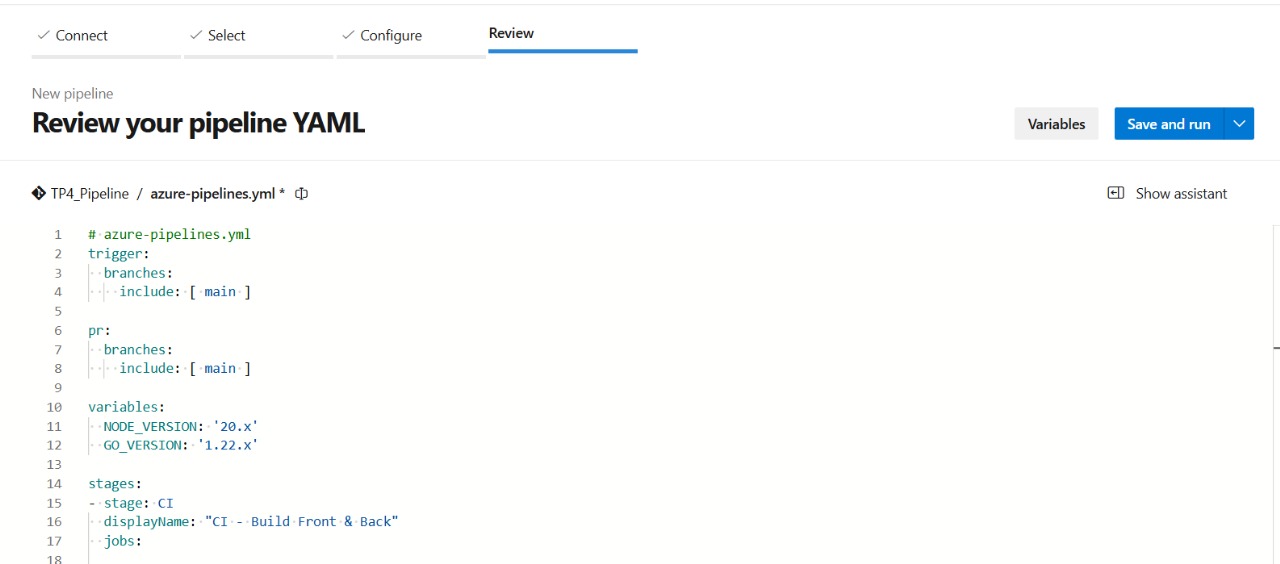 Connect
Select
Configure
Review
New pipeline
Review your pipeline YAML
Variables
Save and run
TP4_Pipeline / azure-pipelines.yml *
Show assistant
1 # azure-pipelines.yml
2 trigger:
3   branches:
4     include: [ main ]
5
6 pr:
7   branches:
8     include: [ main ]
9
10 variables:
11   NODE_VERSION: '20.x'
12   GO_VERSION: '1.22.x'
13
14 stages:
15 - stage: CI
16   displayName: "CI - Build Front & Back"
17   jobs:
18